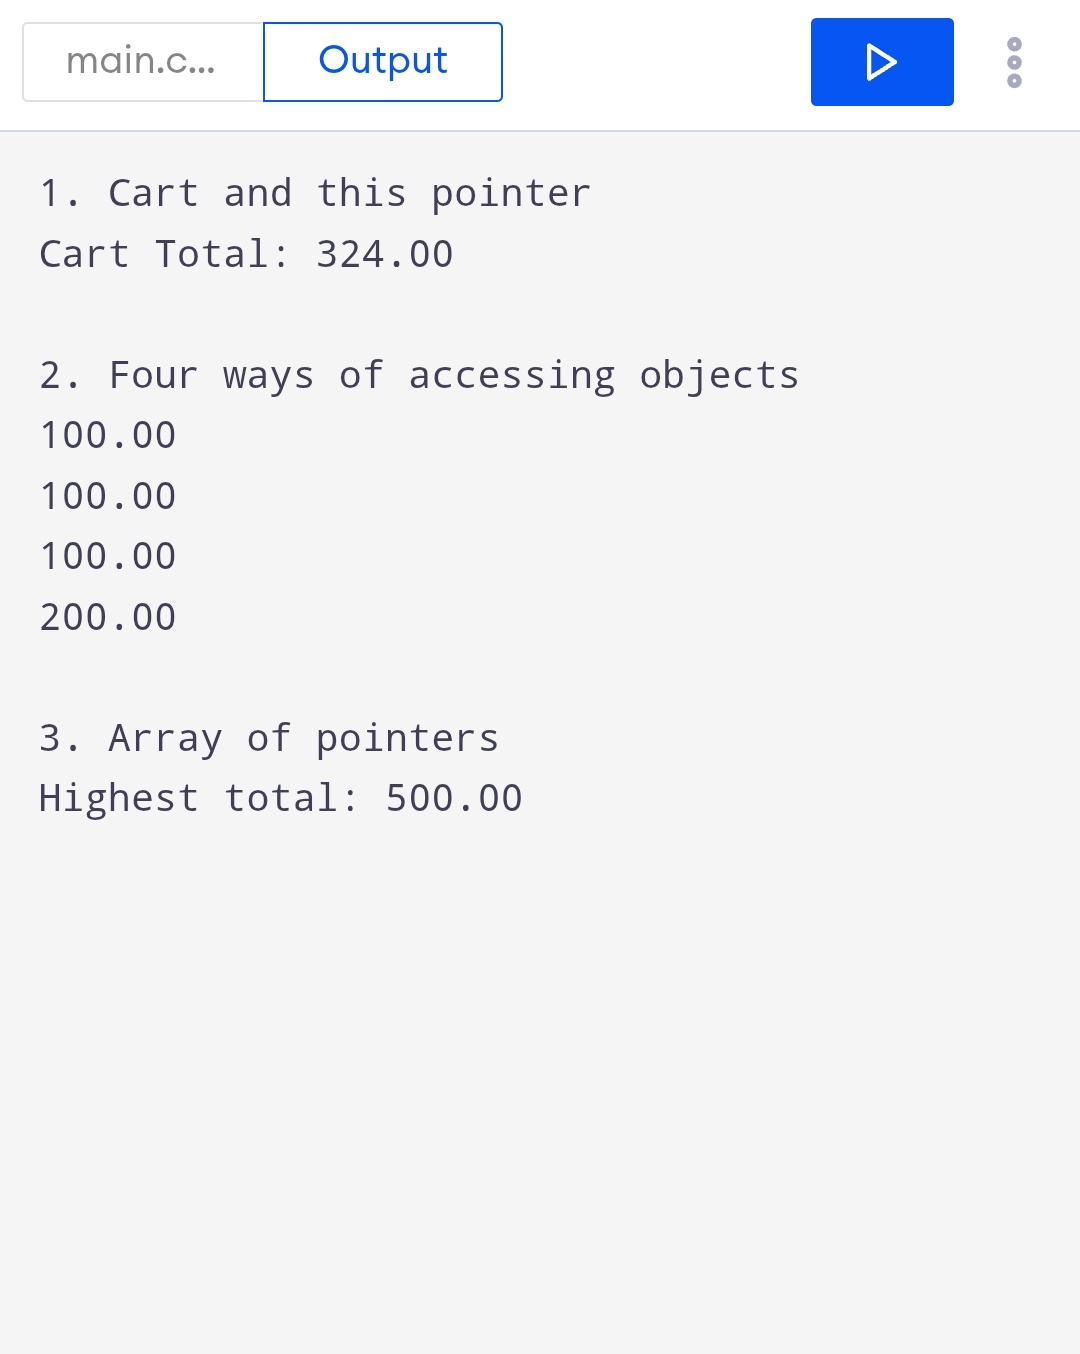 main.c...
Output
1. Cart and this pointer
Cart Total: 324.00
2. Four ways of accessing objects
100.00
100.00
100.00
200.00
3. Array of pointers
Highest total: 500.00